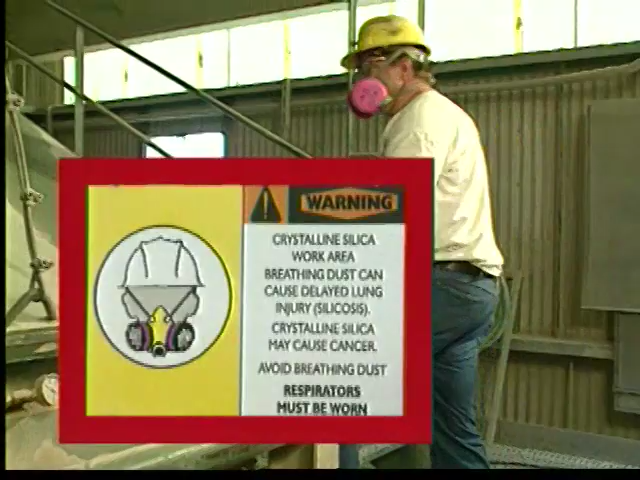 WARNING
CRYSTALLINE SILICA
WORK AREA
BREATHING DUST CAN
CAUSE DELAYED LUNG
INJURY (SILICOSIS).
CRYSTALLINE SILICA
MAY CAUSE CANCER.
AVOID BREATHING DUST
RESPIRATORS
MUST BE WORN